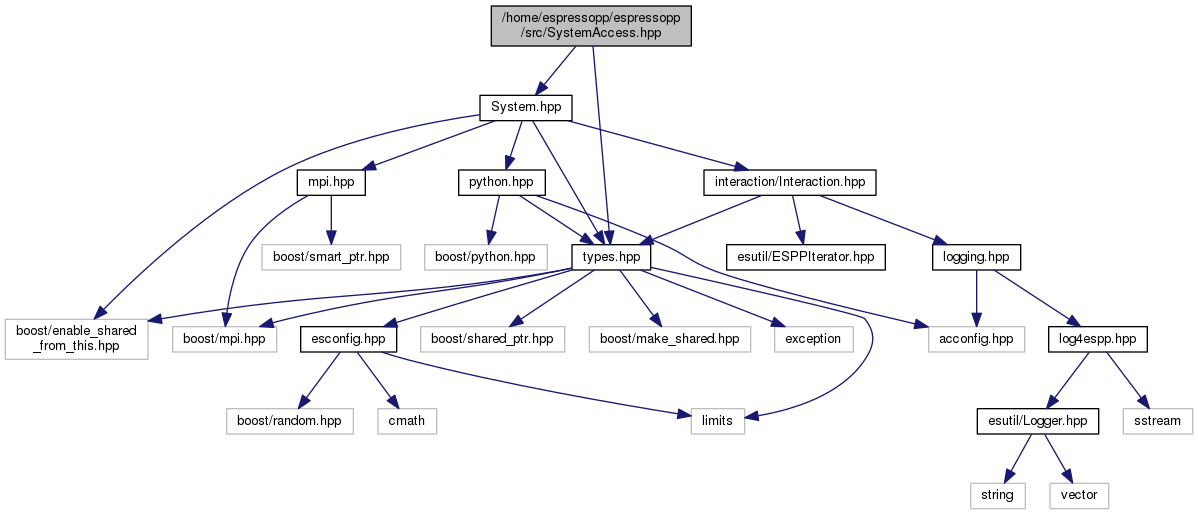 /home/espressopp/espressopp
/src/SystemAccess.hpp
System.hpp
mpi.hpp
python.hpp
interaction/Interaction.hpp
boost/smart_ptr.hpp
boost/python.hpp
types.hpp
esutil/ESPPIterator.hpp
logging.hpp
boost/enable_shared
_from_this.hpp
boost/mpi.hpp
esconfig.hpp
boost/shared_ptr.hpp
boost/make_shared.hpp
exception
acconfig.hpp
log4espp.hpp
boost/random.hpp
cmath
limits
esutil/Logger.hpp
sstream
string
vector